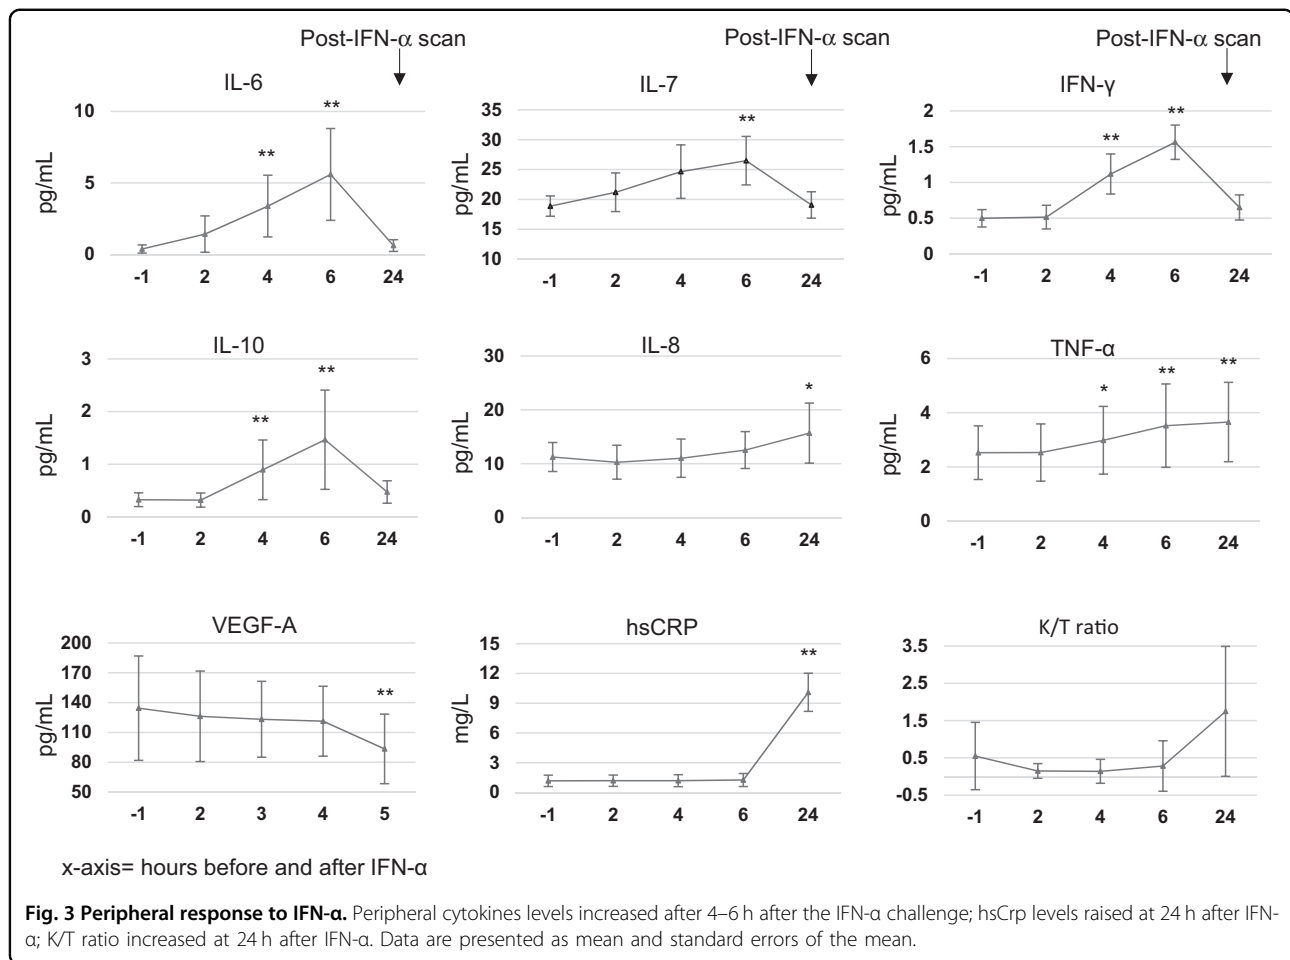 Post-IFN-α scan Post-IFN-α scan Post-IFN-α scan
IL-6 IL-7 IFN-γ
pg/mL
10
5
0
** **
-1 2 4 6 24
pg/mL
35
30
25
20
15
10
**
-1 2 4 6 24
pg/mL
2
1.5
1
0.5
0
** **
-1 2 4 6 24
IL-10 IL-8 TNF-α
pg/mL
3
2
1
0
** **
-1 2 4 6 24
pg/mL
30
20
10
0
*
-1 2 4 6 24
pg/mL
6
4
2
0
* ** **
-1 2 4 6 24
VEGF-A hsCRP K/T ratio
pg/mL
200
170
140
110
80
50
**
-1 2 3 4 5
mg/L
15
12
9
6
3
0
**
-1 2 4 6 24
3.5
2.5
1.5
0.5
-0.5
-1 2 4 6 24
x-axis= hours before and after IFN-α
Fig. 3 Peripheral response to IFN-α. Peripheral cytokines levels increased after 4–6 h after the IFN-α challenge; hsCrp levels raised at 24 h after IFN-
α; K/T ratio increased at 24 h after IFN-α. Data are presented as mean and standard errors of the mean.